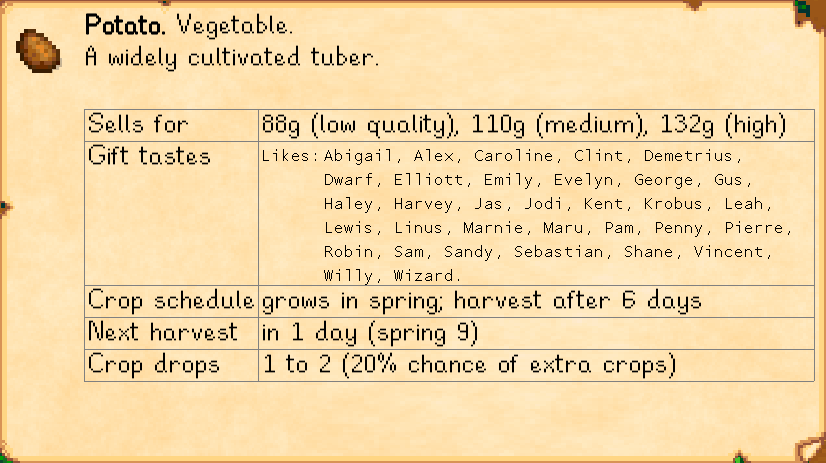 Potato. Vegetable.
A widely cultivated tuber.
Sells for 88g (low quality), 110g (medium), 132g (high)
Gift tastes Likes: Abigail, Alex, Caroline, Clint, Demetrius,
Dwarf, Elliott, Emily, Evelyn, George, Gus,
Haley, Harvey, Jas, Jodi, Kent, Krobus, Leah,
Lewis, Linus, Marnie, Maru, Pam, Penny, Pierre,
Robin, Sam, Sandy, Sebastian, Shane, Vincent,
Willy, Wizard.
Crop schedule grows in spring; harvest after 6 days
Next harvest in 1 day (spring 9)
Crop drops 1 to 2 (20% chance of extra crops)